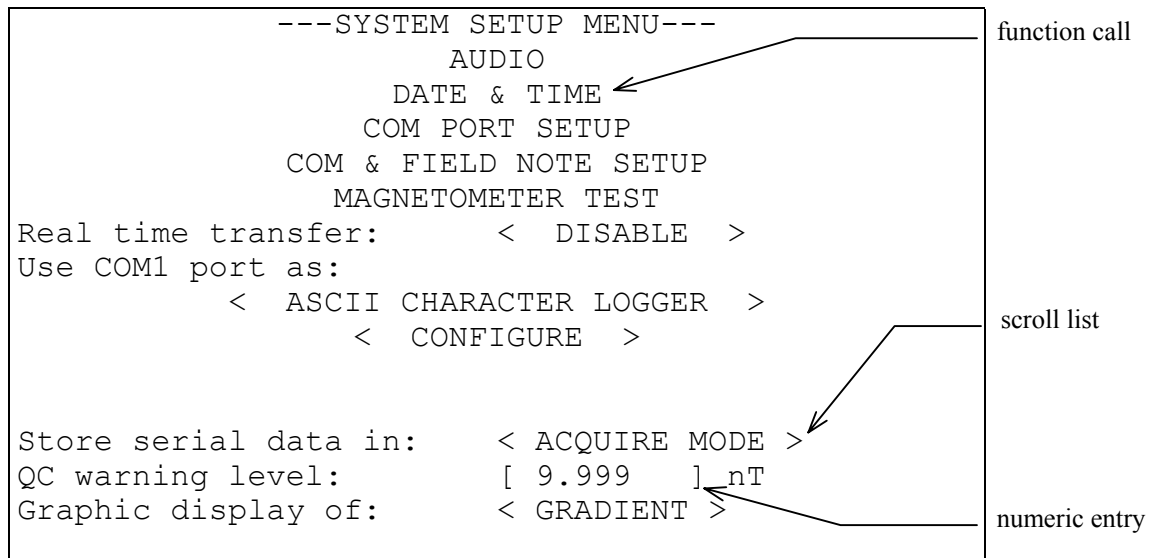 ---SYSTEM SETUP MENU---
function call
AUDIO
DATE & TIME
COM PORT SETUP
COM & FIELD NOTE SETUP
MAGNETOMETER TEST
Real time transfer: < DISABLE >
Use COM1 port as:
< ASCII CHARACTER LOGGER >
scroll list
< CONFIGURE >
Store serial data in: < ACQUIRE MODE >
QC warning level: [ 9.999 ] nT
Graphic display of: < GRADIENT >
numeric entry